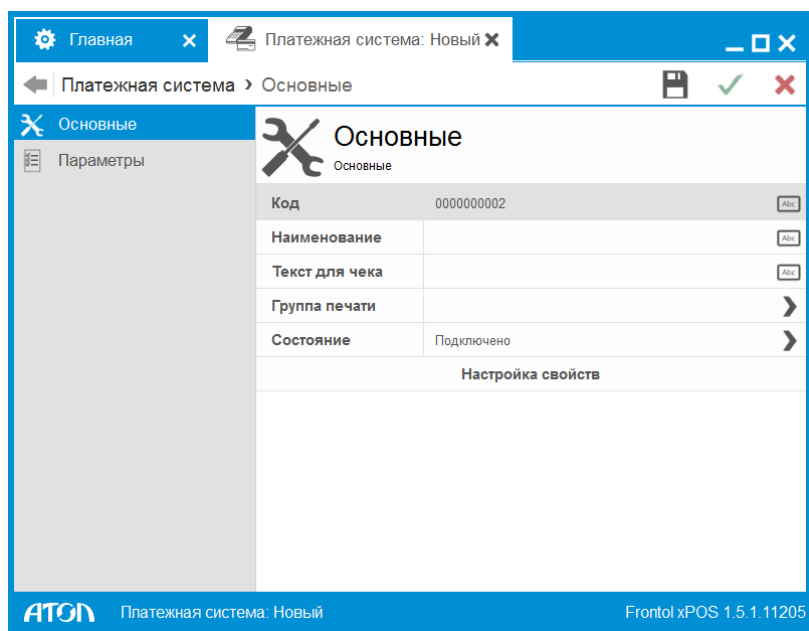 Главная
Платежная система: Новый
Платежная система > Основные
Основные
Параметры
Основные
Основные
Код 0000000002 Abc
Наименование Abc
Текст для чека Abc
Группа печати
Состояние Подключено
Настройка свойств
ATOЛ Платежная система: Новый Frontol xPOS 1.5.1.11205